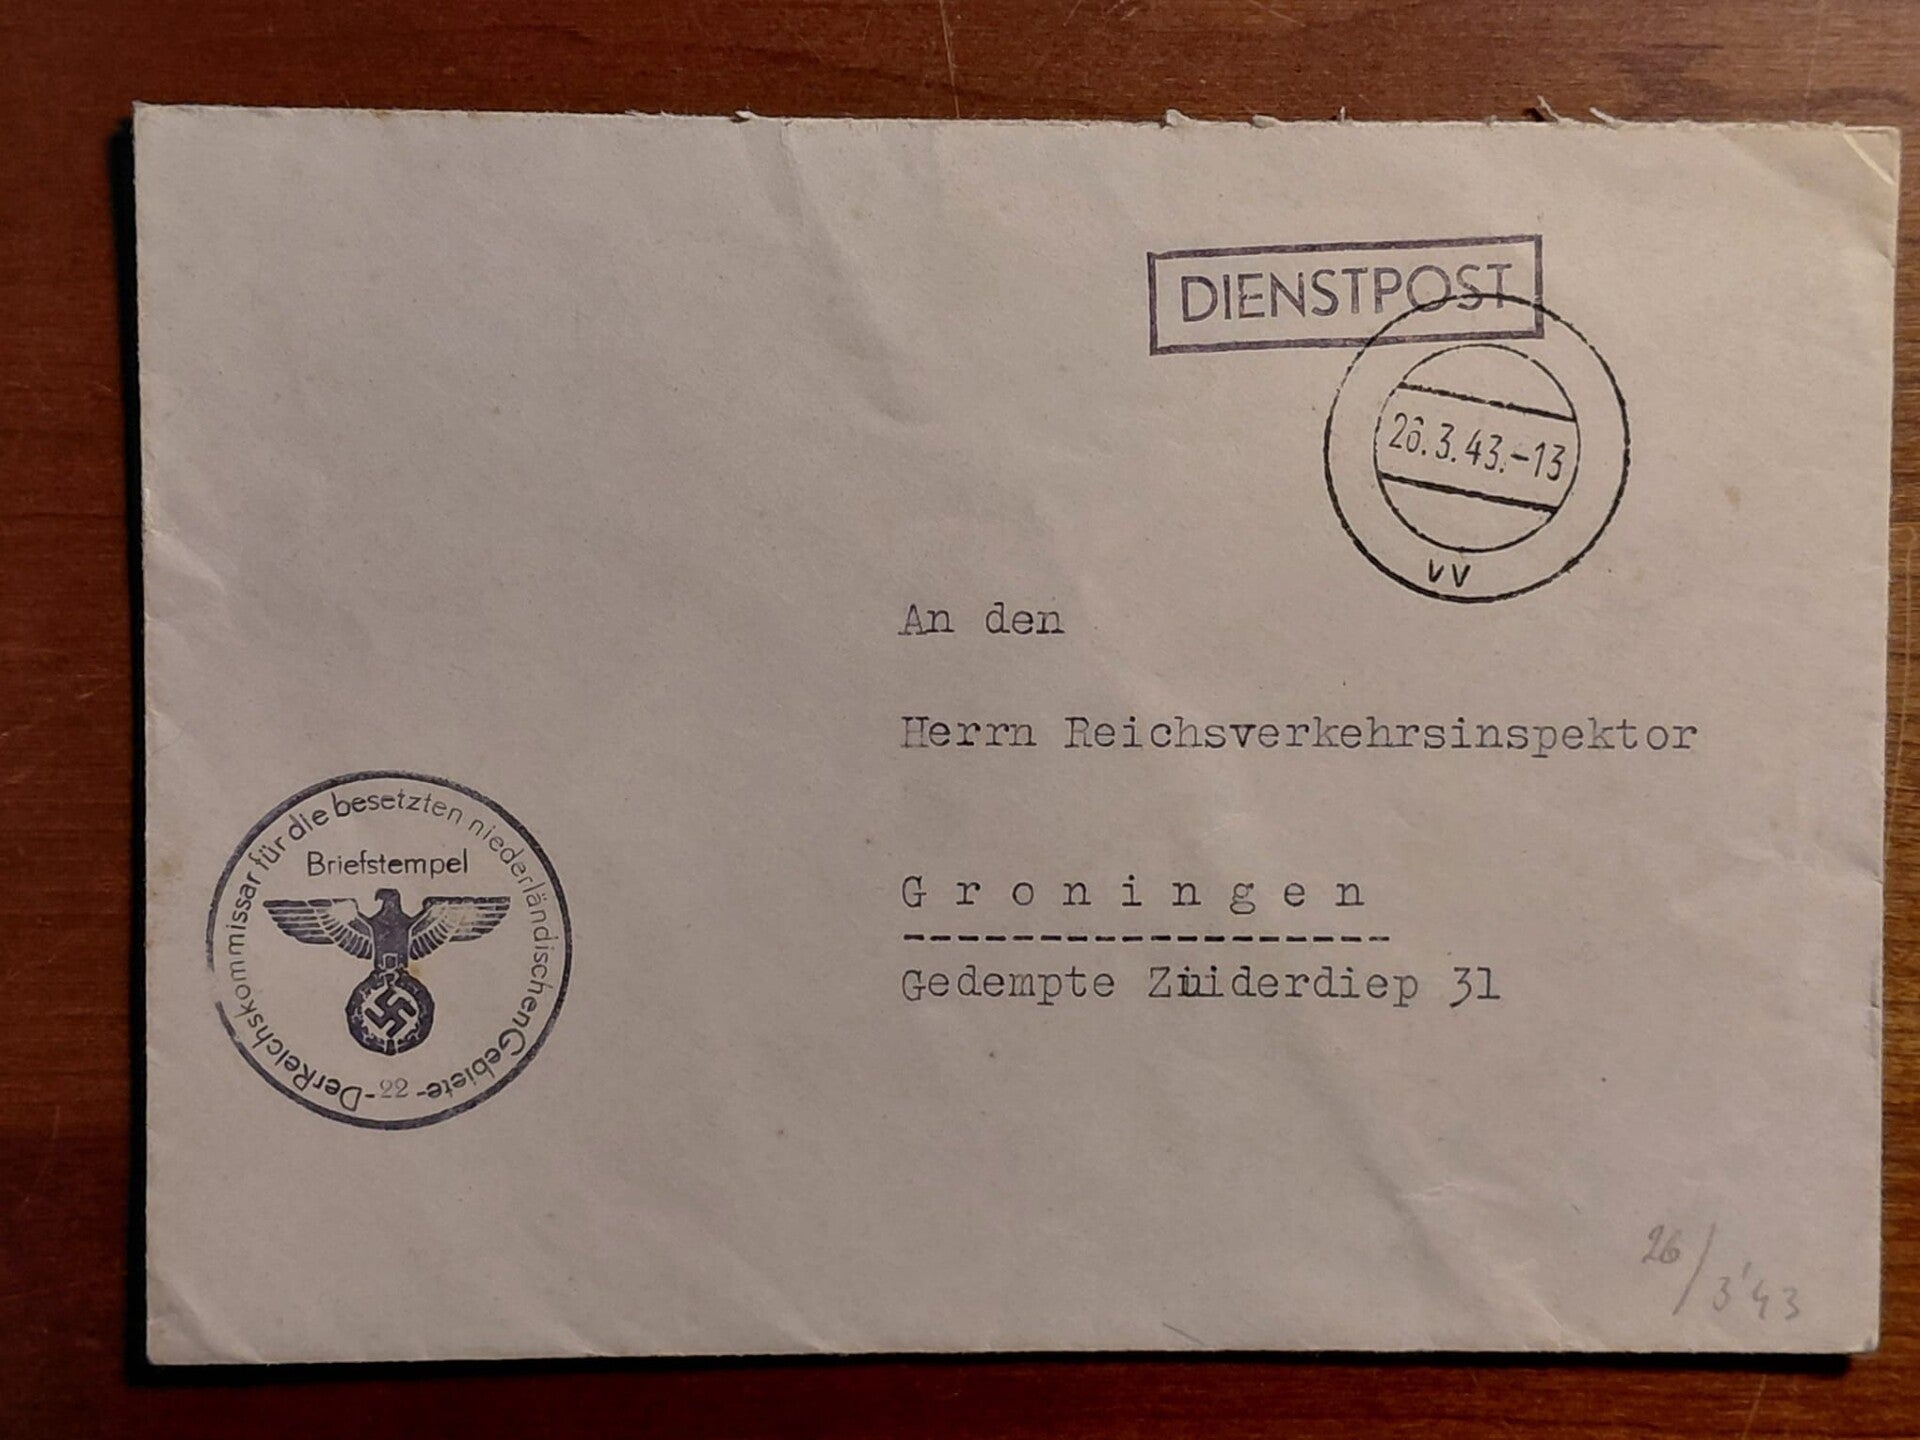 DIENSTPOST
26.3.43.-13
VV
An den
Herrn Reichsverkehrsinspektor
Groningen
------------------
Gedempte Zuiderdiep 31
Der Reichskommissar für die besetzten niederländischen Gebiete
Briefstempel
-22-
26/3'43